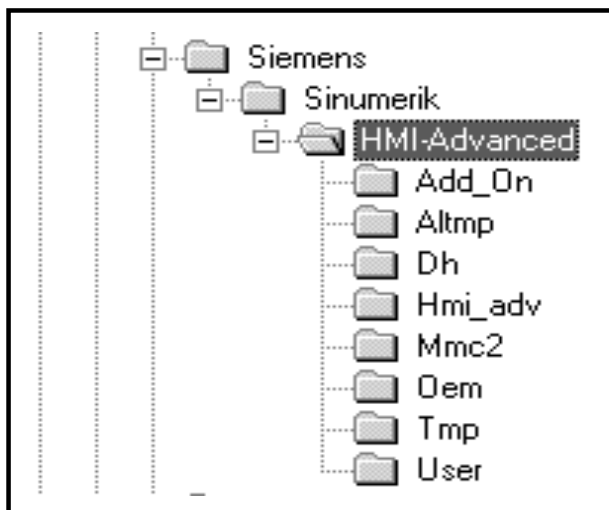 Siemens
Sinumerik
HMI-Advanced
Add_On
Altmp
Dh
Hmi_adv
Mmc2
Oem
Tmp
User